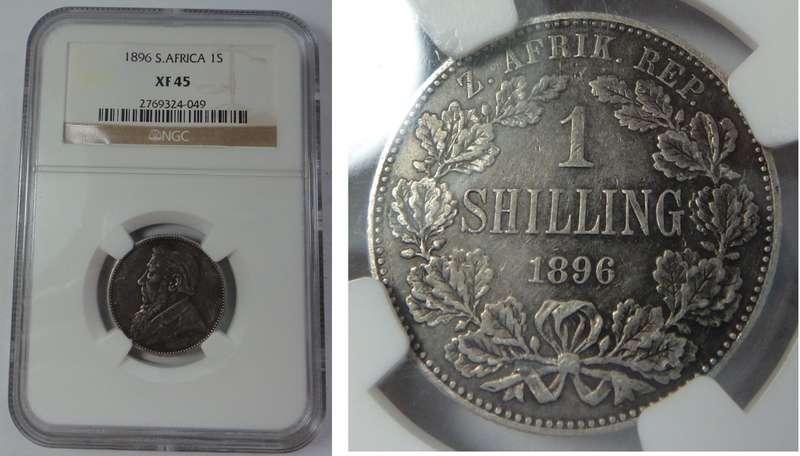 1896 S.AFRICA 1S
XF 45
2769324-049
NGC
Z. AFRIK. REP.
1
SHILLING
1896